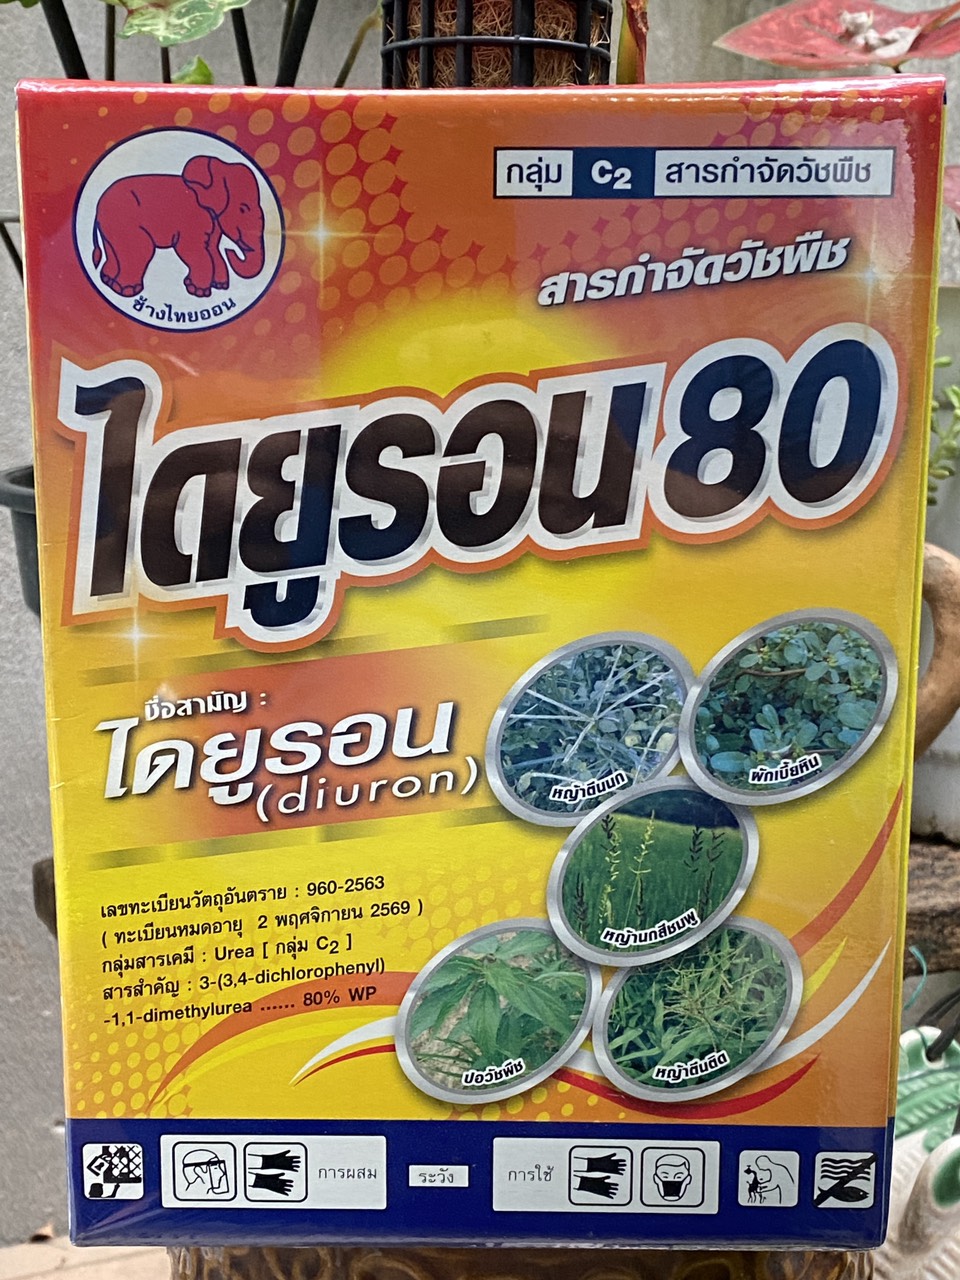 กลุ่ม C2 สารกำจัดวัชพืช
ช้างไทยออน
สารกำจัดวัชพืช
ไดยูรอน 80
ชื่อสามัญ :
ไดยูรอน
(diuron)
หญ้าตีนนก
ผักเบี้ยหิน
หญ้านกสีชมพู
ปอวัชพืช
หญ้าตีนติด
เลขทะเบียนวัตถุอันตราย : 960-2563
( ทะเบียนหมดอายุ 2 พฤศจิกายน 2569 )
กลุ่มสารเคมี : Urea [ กลุ่ม C2 ]
สารสำคัญ : 3-(3,4-dichlorophenyl)
-1,1-dimethylurea ...... 80% WP
การผสม ระวัง การใช้